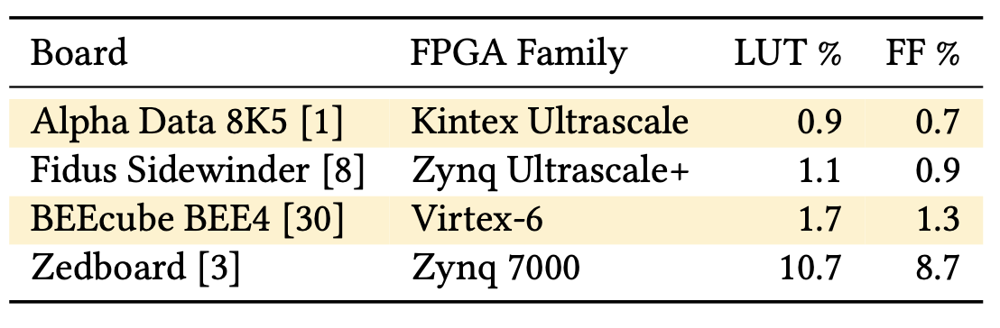 Board FPGA Family LUT % FF %
Alpha Data 8K5 [1] Kintex Ultrascale 0.9 0.7
Fidus Sidewinder [8] Zynq Ultrascale+ 1.1 0.9
BEEcube BEE4 [30] Virtex-6 1.7 1.3
Zedboard [3] Zynq 7000 10.7 8.7